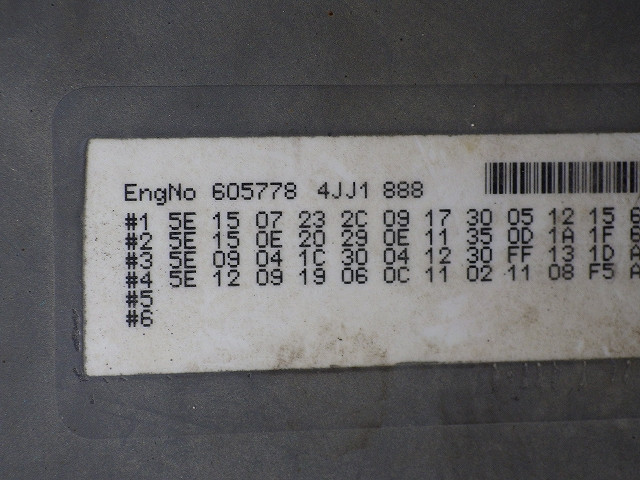 EngNo 605778 4JJ1 888
#1 5E 15 07 23 2C 09 17 30 05 12 15
#2 5E 15 0E 20 29 0E 11 35 0D 1A 1F
#3 5E 09 04 1C 30 04 12 30 FF 13 1D
#4 5E 12 09 19 06 0C 11 02 11 08 F5
#5
#6